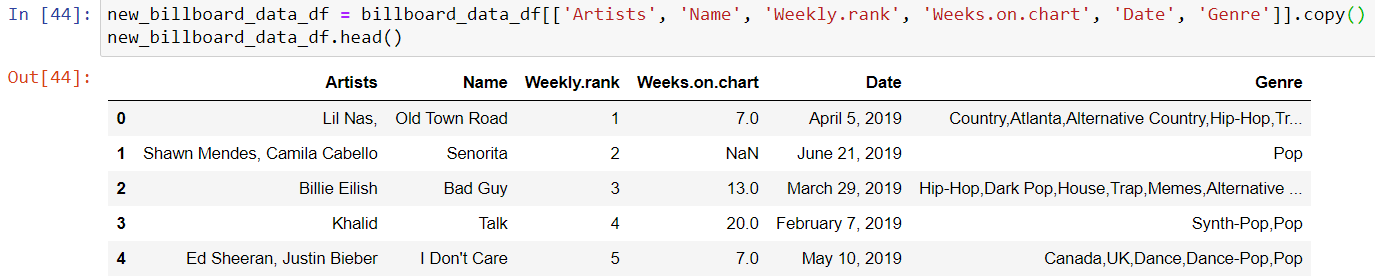 In [44]: new_billboard_data_df = billboard_data_df[['Artists', 'Name', 'Weekly.rank', 'Weeks.on.chart', 'Date', 'Genre']].copy()
new_billboard_data_df.head()
Out[44]:
Artists Name Weekly.rank Weeks.on.chart Date Genre
0 Lil Nas, Old Town Road 1 7.0 April 5, 2019 Country,Atlanta,Alternative Country,Hip-Hop,Tr...
1 Shawn Mendes, Camila Cabello Senorita 2 NaN June 21, 2019 Pop
2 Billie Eilish Bad Guy 3 13.0 March 29, 2019 Hip-Hop,Dark Pop,House,Trap,Memes,Alternative ...
3 Khalid Talk 4 20.0 February 7, 2019 Synth-Pop,Pop
4 Ed Sheeran, Justin Bieber I Don't Care 5 7.0 May 10, 2019 Canada,UK,Dance,Dance-Pop,Pop